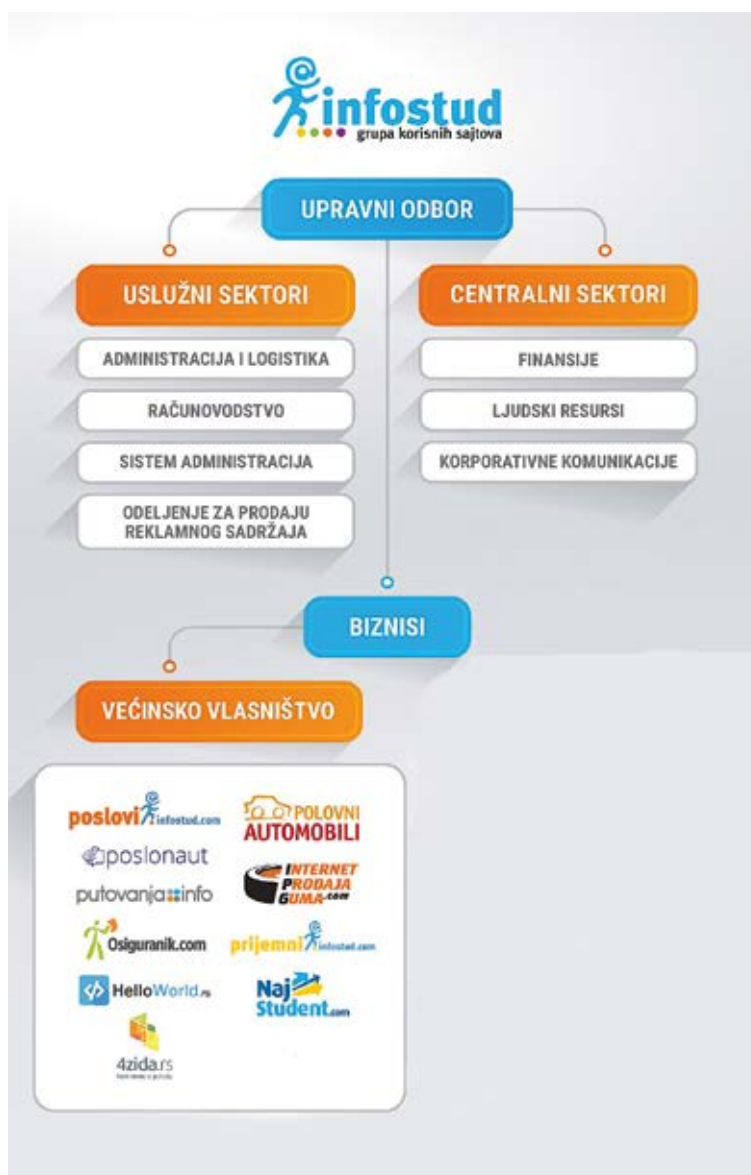 infostud
grupa korisnih sajtova
UPRAVNI ODBOR
USLUŽNI SEKTORI
ADMINISTRACIJA I LOGISTIKA
RAČUNOVODSTVO
SISTEM ADMINISTRACIJA
ODELJENJE ZA PRODAJU
REKLAMNOG SADRŽAJA
CENTRALNI SEKTORI
FINANSIJE
LJUDSKI RESURSI
KORPORATIVNE KOMUNIKACIJE
BIZNISI
VEĆINSKO VLASNIŠTVO
poslovi infostud.com
POLOVNI
AUTOMOBILI
poslonaut
INTERNET
PRODAJA
GUMA.com
putovanja info
Osiguranik.com
prijemni infostud.com
HelloWorld.rs
Naj
Student.com
4zida.rs